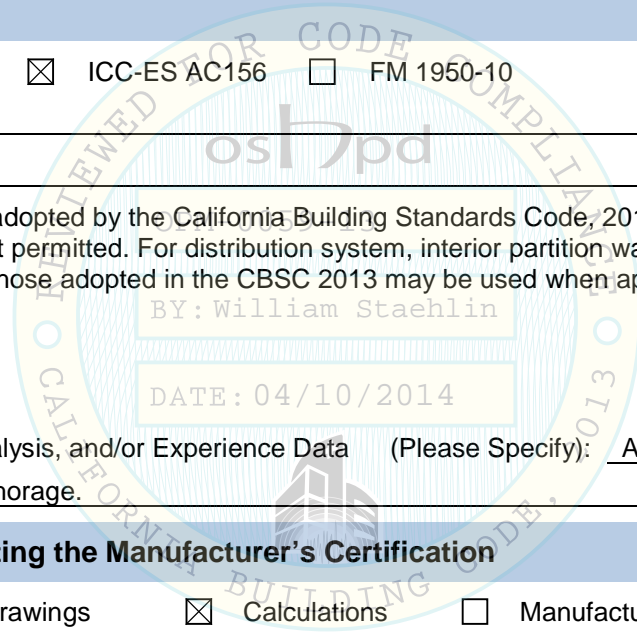 ☒ ICC-ES AC156 ☐ FM 1950-10
REVIEWED FOR CODE COMPLIANCE
oshpd
adopted by the California Building Standards Code, 201
t permitted. For distribution system, interior partition wa
nose adopted in the CBSC 2013 may be used when ap
BY: William Staehlin
DATE: 04/10/2014
alysis, and/or Experience Data (Please Specify): A
norage.
ting the Manufacturer's Certification
rawings ☒ Calculations ☐ Manufactu
CALIFORNIA BUILDING CODE, 2013